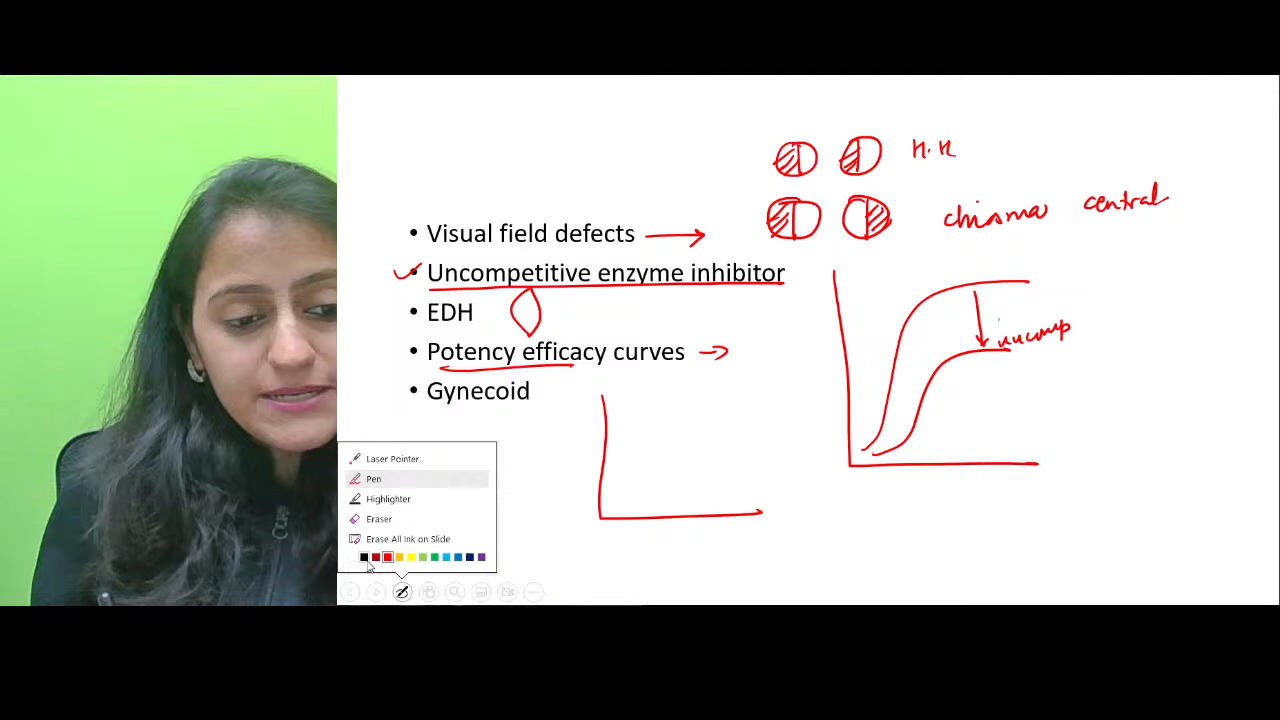 H.H
chiasma central
• Visual field defects
• Uncompetitive enzyme inhibitor
• EDH
uncomp
• Potency efficacy curves
• Gynecoid
Laser Pointer
Pen
Highlighter
Eraser
Erase All Ink on Slide